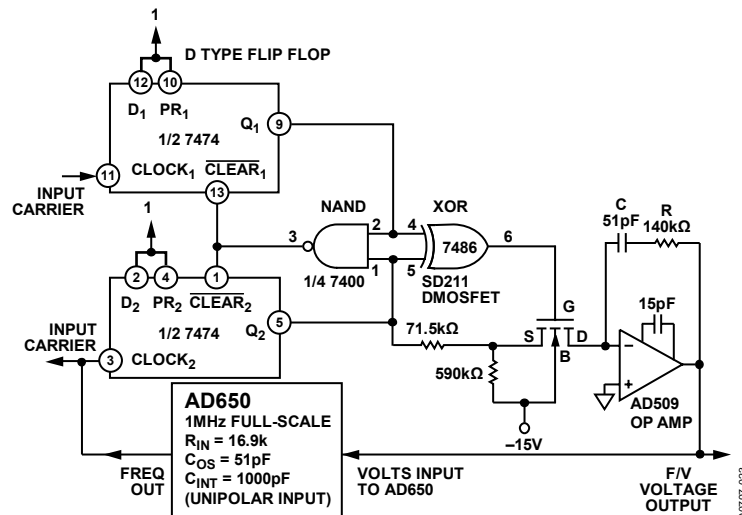 1
D TYPE FLIP FLOP
12
10
D1
PR1
Q1
9
1/2 7474
11
CLOCK1
CLEAR1
INPUT
CARRIER
13
1
NAND
XOR
3
2
1
4
5
7486
6
1/4 7400
SD211
DMOSFET
C
51pF
R
140kΩ
2
4
1
D2
PR2
CLEAR2
1/2 7474
Q2
5
INPUT
CARRIER
3
CLOCK2
71.5kΩ
590kΩ
S
G
D
B
15pF
–
+
AD509
OP AMP
–15V
AD650
1MHz FULL-SCALE
RIN = 16.9k
COS = 51pF
CINT = 1000pF
(UNIPOLAR INPUT)
FREQ
OUT
VOLTS INPUT
TO AD650
F/V
VOLTAGE
OUTPUT